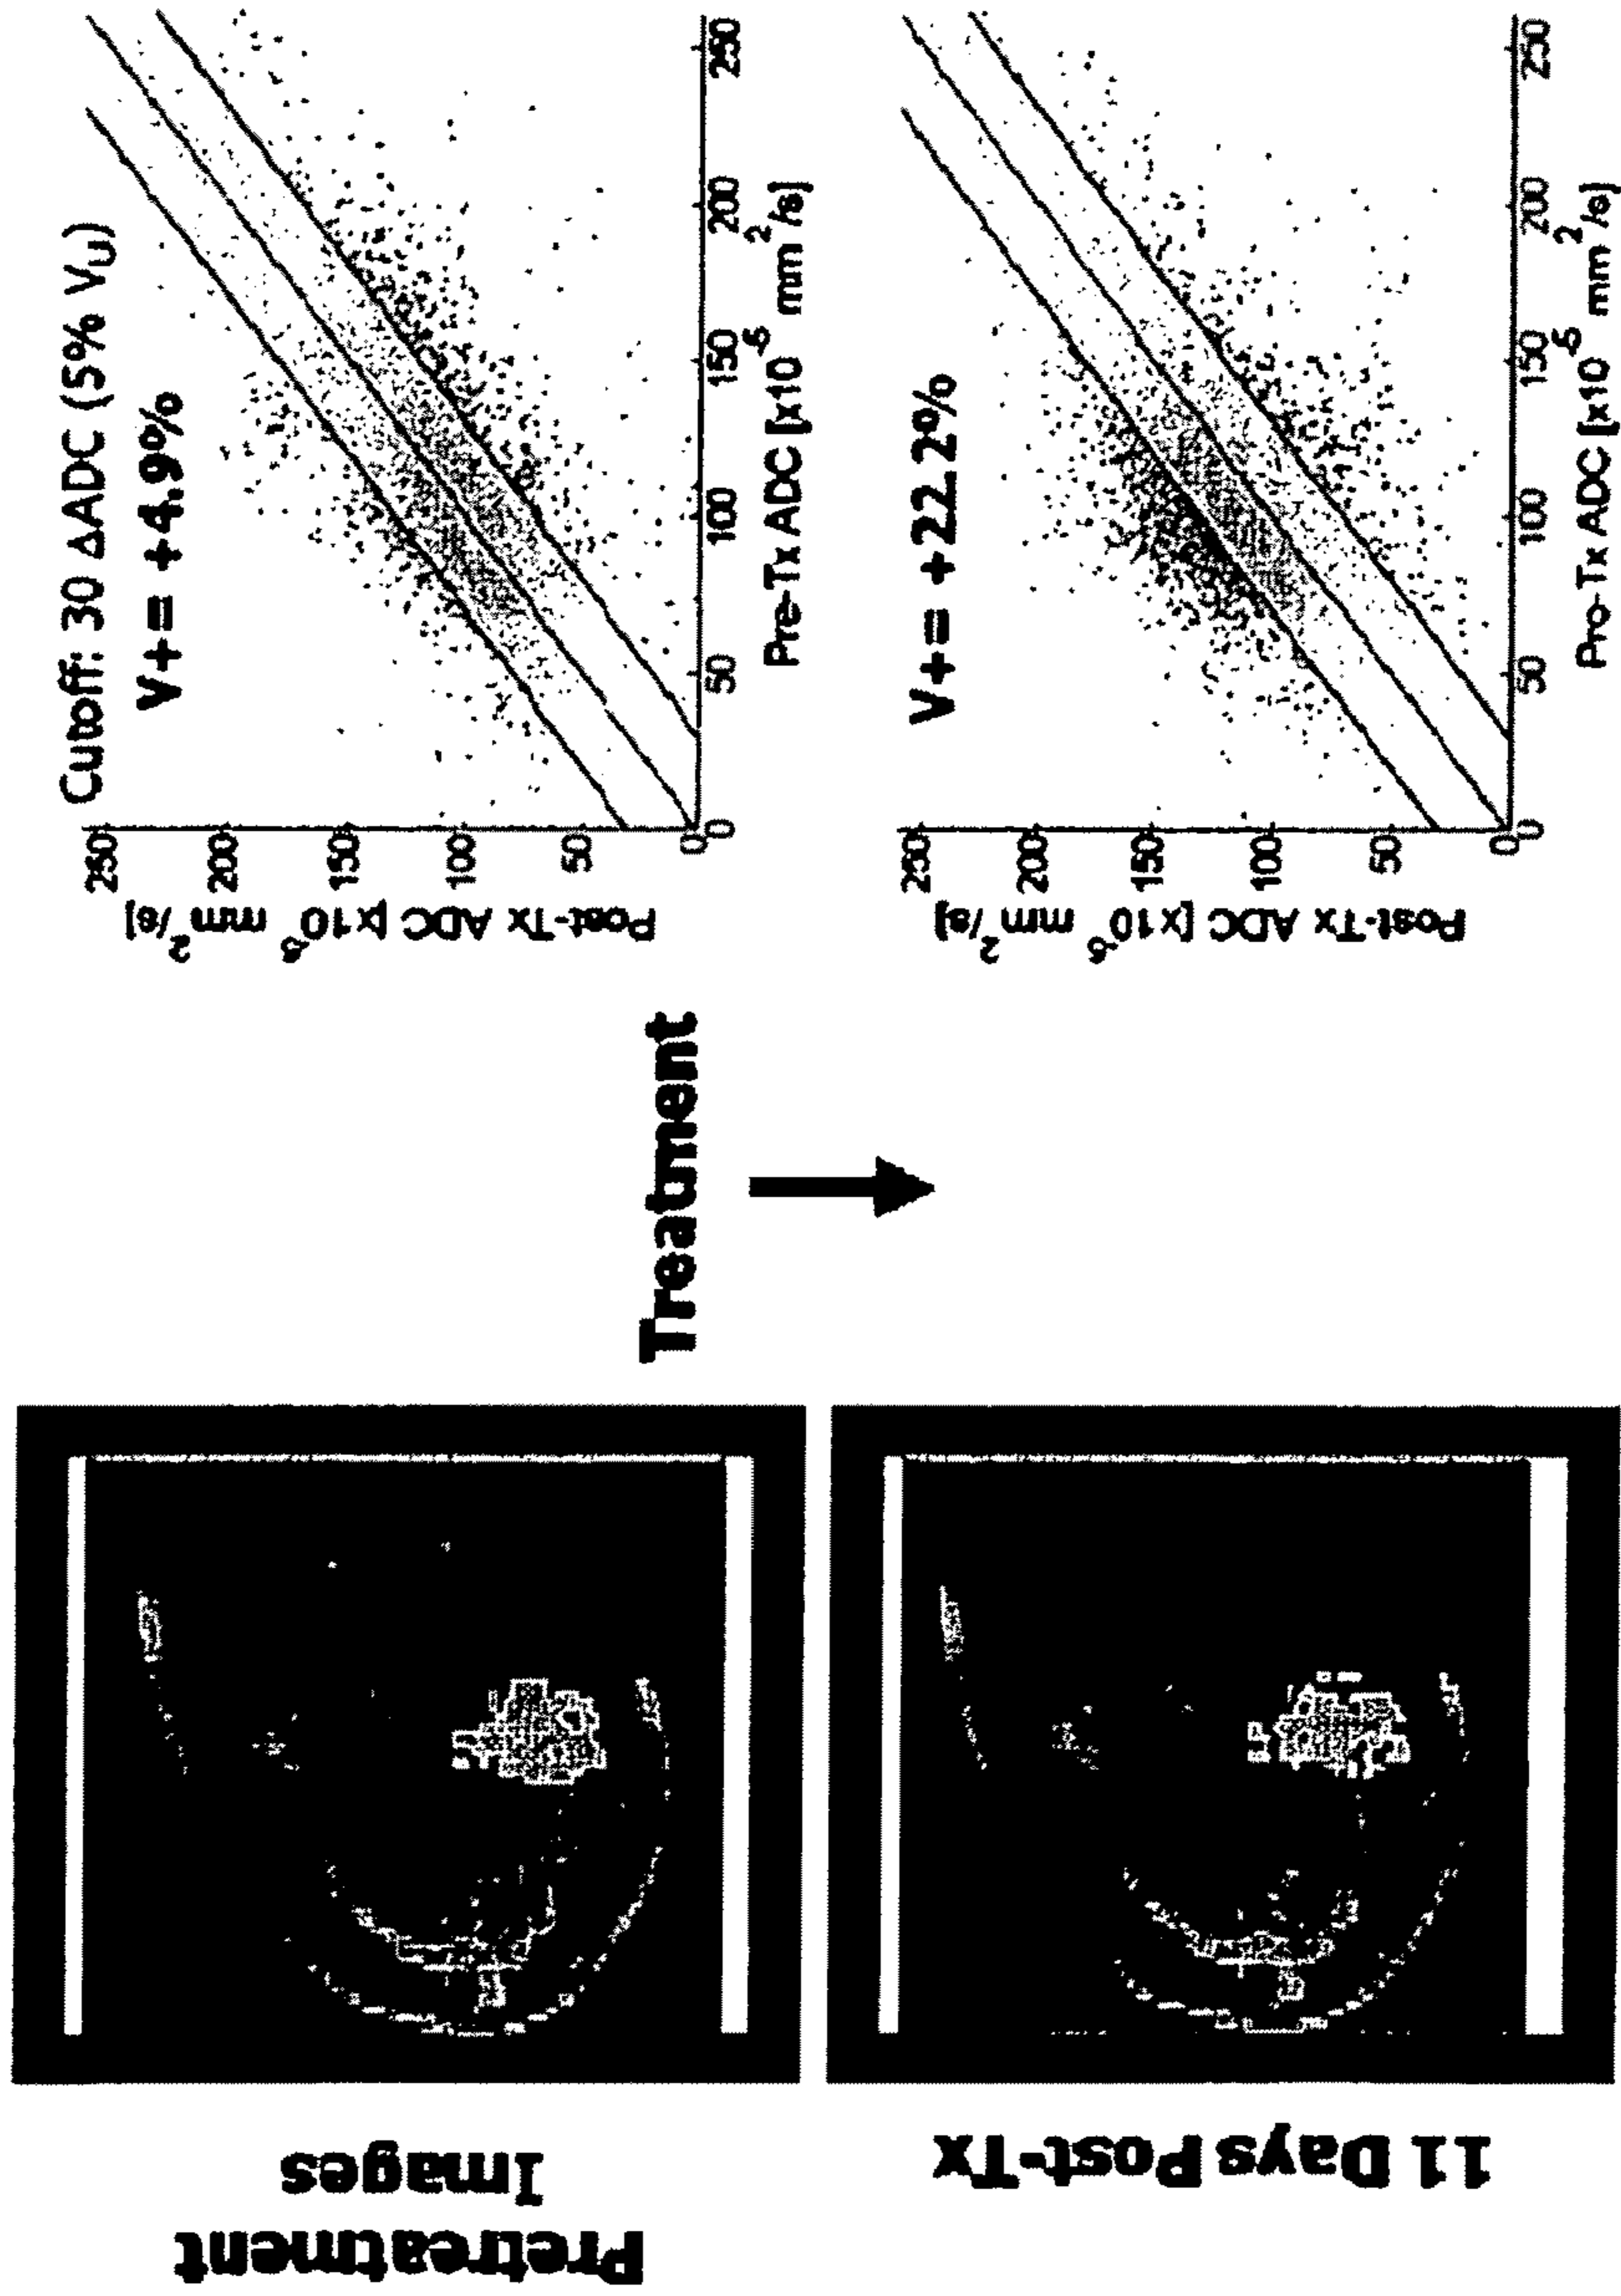 Pretreatment
Images
11 Days Post-Tx
Treatment
Cutoff: 30 ΔADC (5% VU)
V+= +4.9%
Post-Tx ADC [x10-5 mm2/s]
250
200
150
100
50
0
0 50 100 150 200 250
Pre-Tx ADC [x10-5 mm2/s]
V+= +22.2%
Post-Tx ADC [x10-5 mm2/s]
250
200
150
100
50
0
0 50 100 150 200 250
Pro-Tx ADC [x10-5 mm2/s]